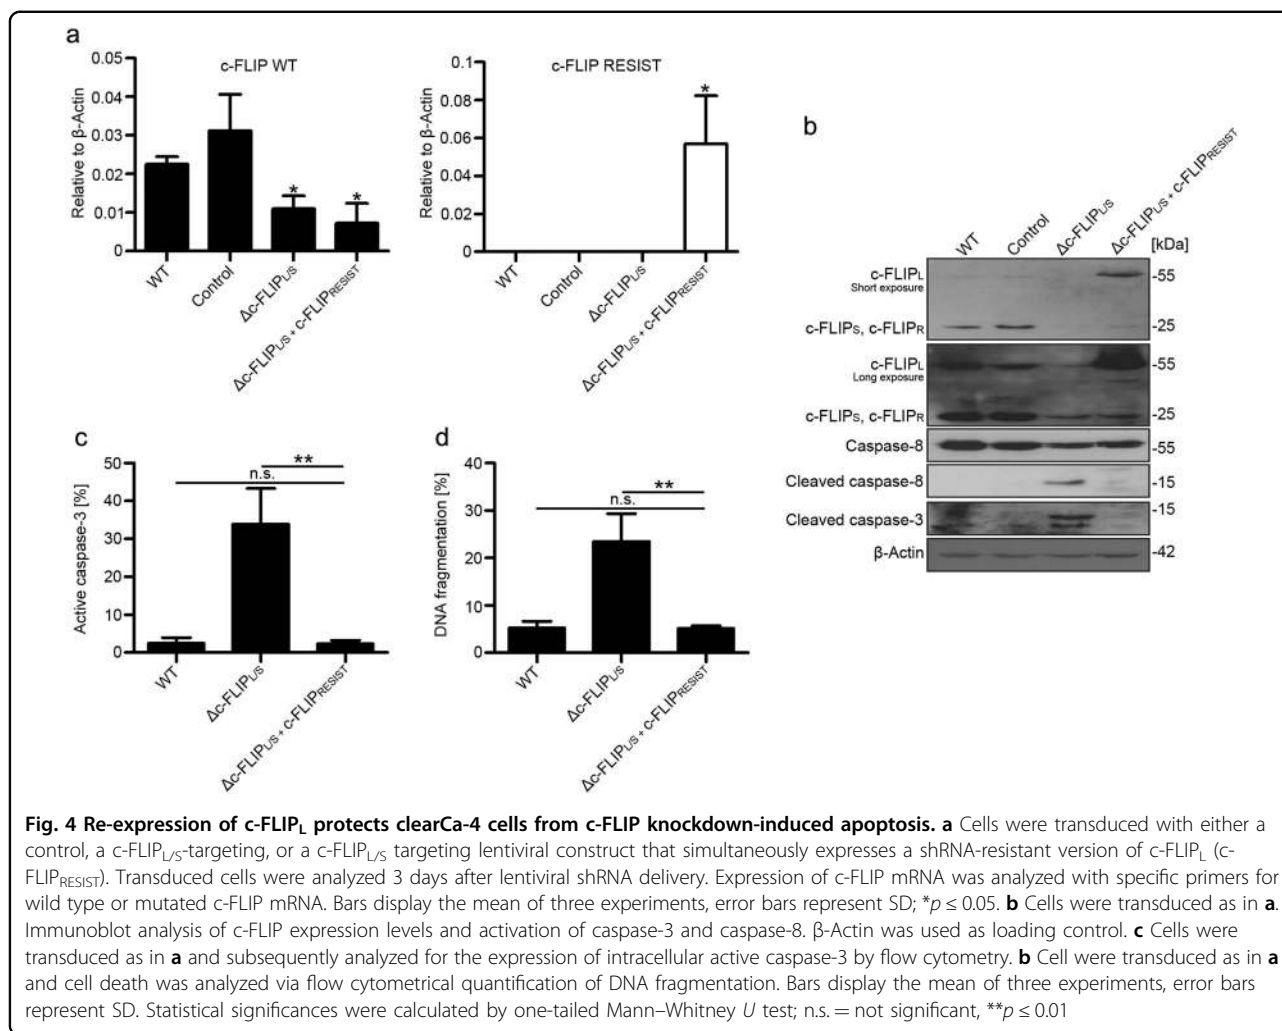 a
c-FLIP WT
Relative to β-Actin
0.05
0.04
0.03
0.02
0.01
0
* *
WT
Control
Δc-FLIPL/S
Δc-FLIPL/S + c-FLIPRESIST
c-FLIP RESIST
Relative to β-Actin
0.1
0.08
0.06
0.04
0.02
0
*
WT
Control
Δc-FLIPL/S
Δc-FLIPL/S + c-FLIPRESIST
b
WT
Control
Δc-FLIPL/S
Δc-FLIPL/S + c-FLIPRESIST
[kDa]
c-FLIPL -55
Short exposure
c-FLIPS, c-FLIPR -25
c-FLIPL -55
Long exposure
c-FLIPS, c-FLIPR -25
Caspase-8 -55
Cleaved caspase-8 -15
-15
Cleaved caspase-3
β-Actin -42
c
Active caspase-3 [%]
50
40
30
20
10
0
**
n.s.
WT
Δc-FLIPL/S
Δc-FLIPL/S + c-FLIPRESIST
d
DNA fragmentation [%]
40
30
20
10
0
**
n.s.
WT
Δc-FLIPL/S
Δc-FLIPL/S + c-FLIPRESIST
Fig. 4 Re-expression of c-FLIPL protects clearCa-4 cells from c-FLIP knockdown-induced apoptosis. a Cells were transduced with either a
control, a c-FLIPL/S-targeting, or a c-FLIPL/S targeting lentiviral construct that simultaneously expresses a shRNA-resistant version of c-FLIPL (c-
FLIPRESIST). Transduced cells were analyzed 3 days after lentiviral shRNA delivery. Expression of c-FLIP mRNA was analyzed with specific primers for
wild type or mutated c-FLIP mRNA. Bars display the mean of three experiments, error bars represent SD; *p ≤ 0.05. b Cells were transduced as in a.
Immunoblot analysis of c-FLIP expression levels and activation of caspase-3 and caspase-8. β-Actin was used as loading control. c Cells were
transduced as in a and subsequently analyzed for the expression of intracellular active caspase-3 by flow cytometry. b Cell were transduced as in a
and cell death was analyzed via flow cytometrical quantification of DNA fragmentation. Bars display the mean of three experiments, error bars
represent SD. Statistical significances were calculated by one-tailed Mann–Whitney U test; n.s. = not significant, **p ≤ 0.01